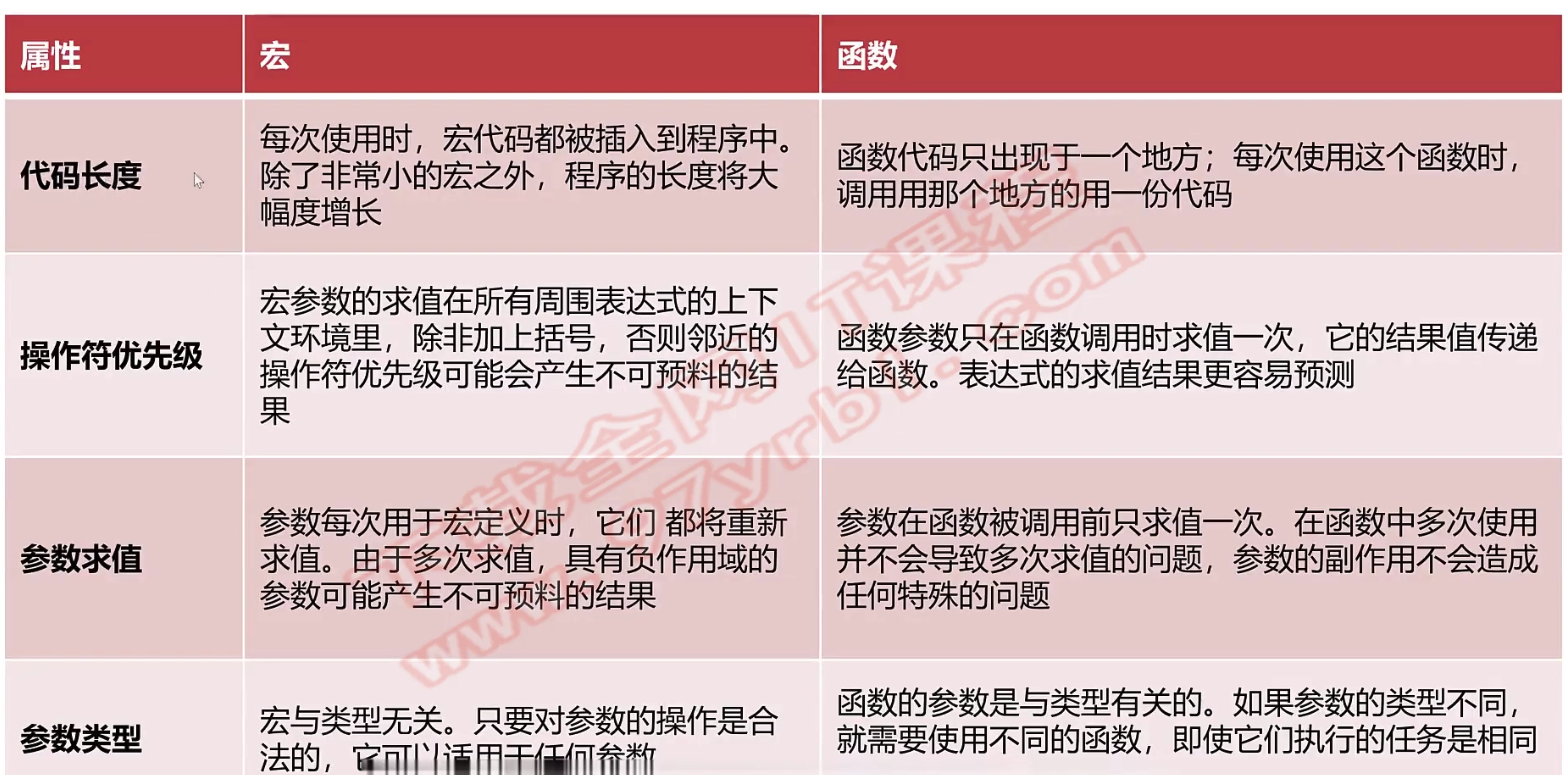 属性
宏
函数
代码长度
每次使用时，宏代码都被插入到程序中。
除了非常小的宏之外，程序的长度将大
幅度增长
函数代码只出现于一个地方；每次使用这个函数时，
调用用那个地方的用一份代码
操作符优先级
宏参数的求值在所有周围表达式的上下
文环境里，除非加上括号，否则邻近的
操作符优先级可能会产生不可预料的结
果
函数参数只在函数调用时求值一次，它的结果值传递
给函数。表达式的求值结果更容易预测
参数求值
参数每次用于宏定义时，它们 都将重新
求值。由于多次求值，具有负作用域的
参数可能产生不可预料的结果
参数在函数被调用前只求值一次。在函数中多次使用
并不会导致多次求值的问题，参数的副作用不会造成
任何特殊的问题
参数类型
宏与类型无关。只要对参数的操作是合
法的，它可以适用于任何参数
函数的参数是与类型有关的。如果参数的类型不同，
就需要使用不同的函数，即使它们执行的任务是相同
下载全网IT课程
www.97yrbl.com